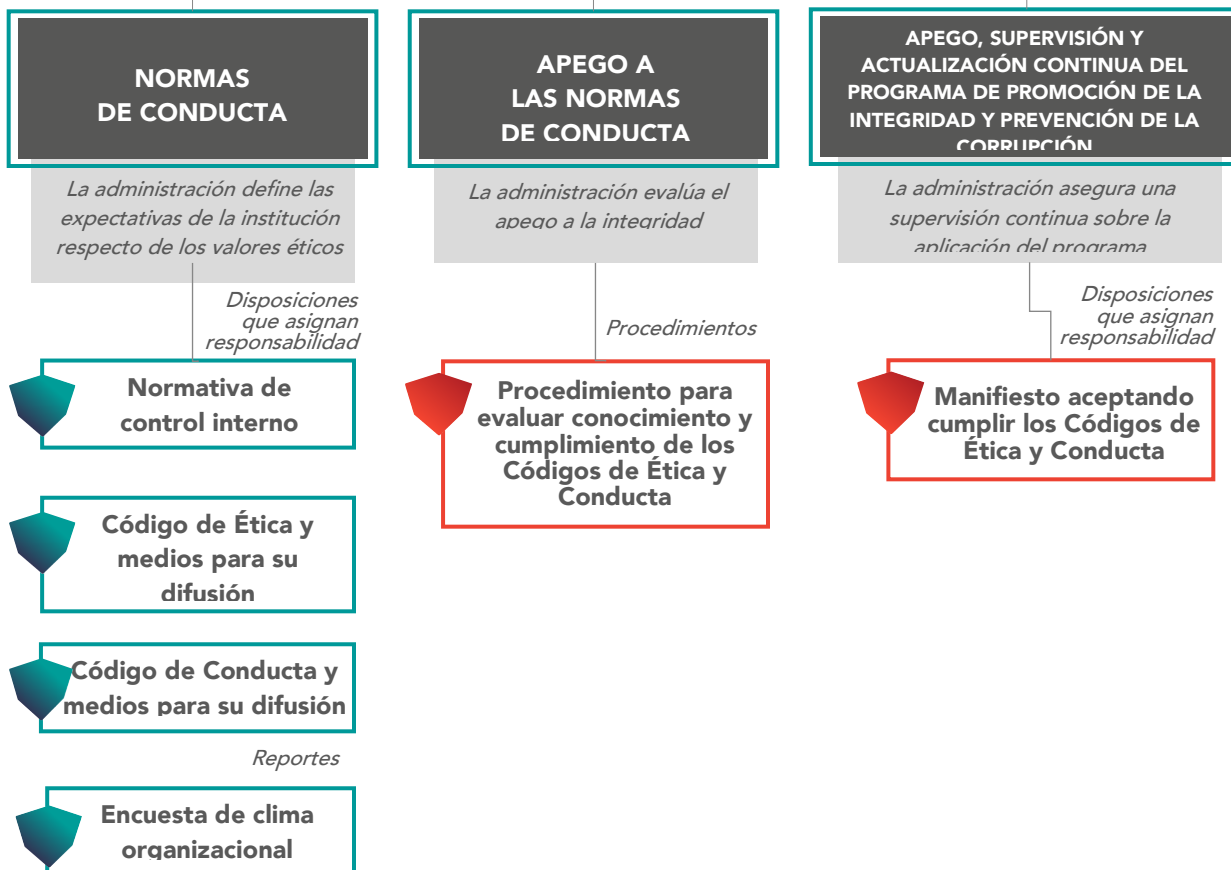 NORMAS
DE CONDUCTA
La administración define las
expectativas de la institución
respecto de los valores éticos
Disposiciones
que asignan
responsabilidad
Normativa de
control interno
Código de Ética y
medios para su
difusión
Código de Conducta y
medios para su difusión
Reportes
Encuesta de clima
organizacional
APEGO A
LAS NORMAS
DE CONDUCTA
La administración evalúa el
apego a la integridad
Procedimientos
Procedimiento para
evaluar conocimiento y
cumplimiento de los
Códigos de Ética y
Conducta
APEGO, SUPERVISIÓN Y
ACTUALIZACIÓN CONTINUA DEL
PROGRAMA DE PROMOCIÓN DE LA
INTEGRIDAD Y PREVENCIÓN DE LA
CORRUPCIÓN
La administración asegura una
supervisión continua sobre la
aplicación del programa
Disposiciones
que asignan
responsabilidad
Manifiesto aceptando
cumplir los Códigos de
Ética y Conducta